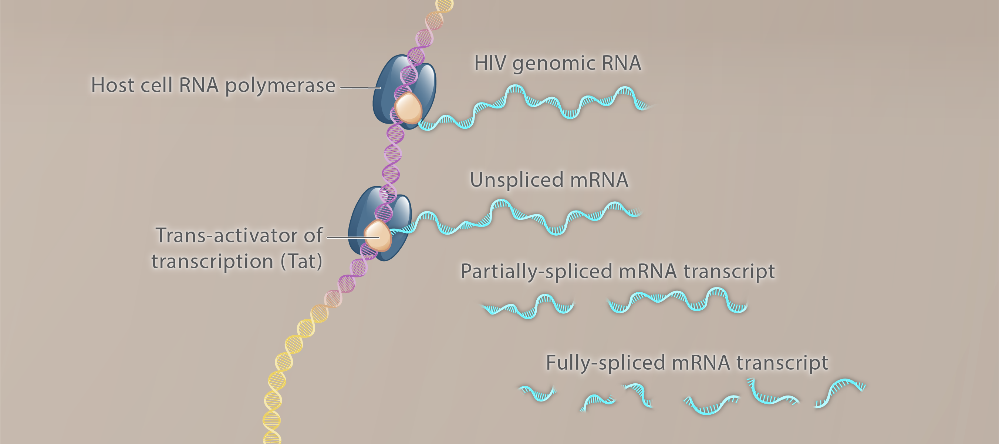 HIV genomic RNA
Host cell RNA polymerase
Unspliced mRNA
Trans-activator of
transcription (Tat)
Partially-spliced mRNA transcript
Fully-spliced mRNA transcript